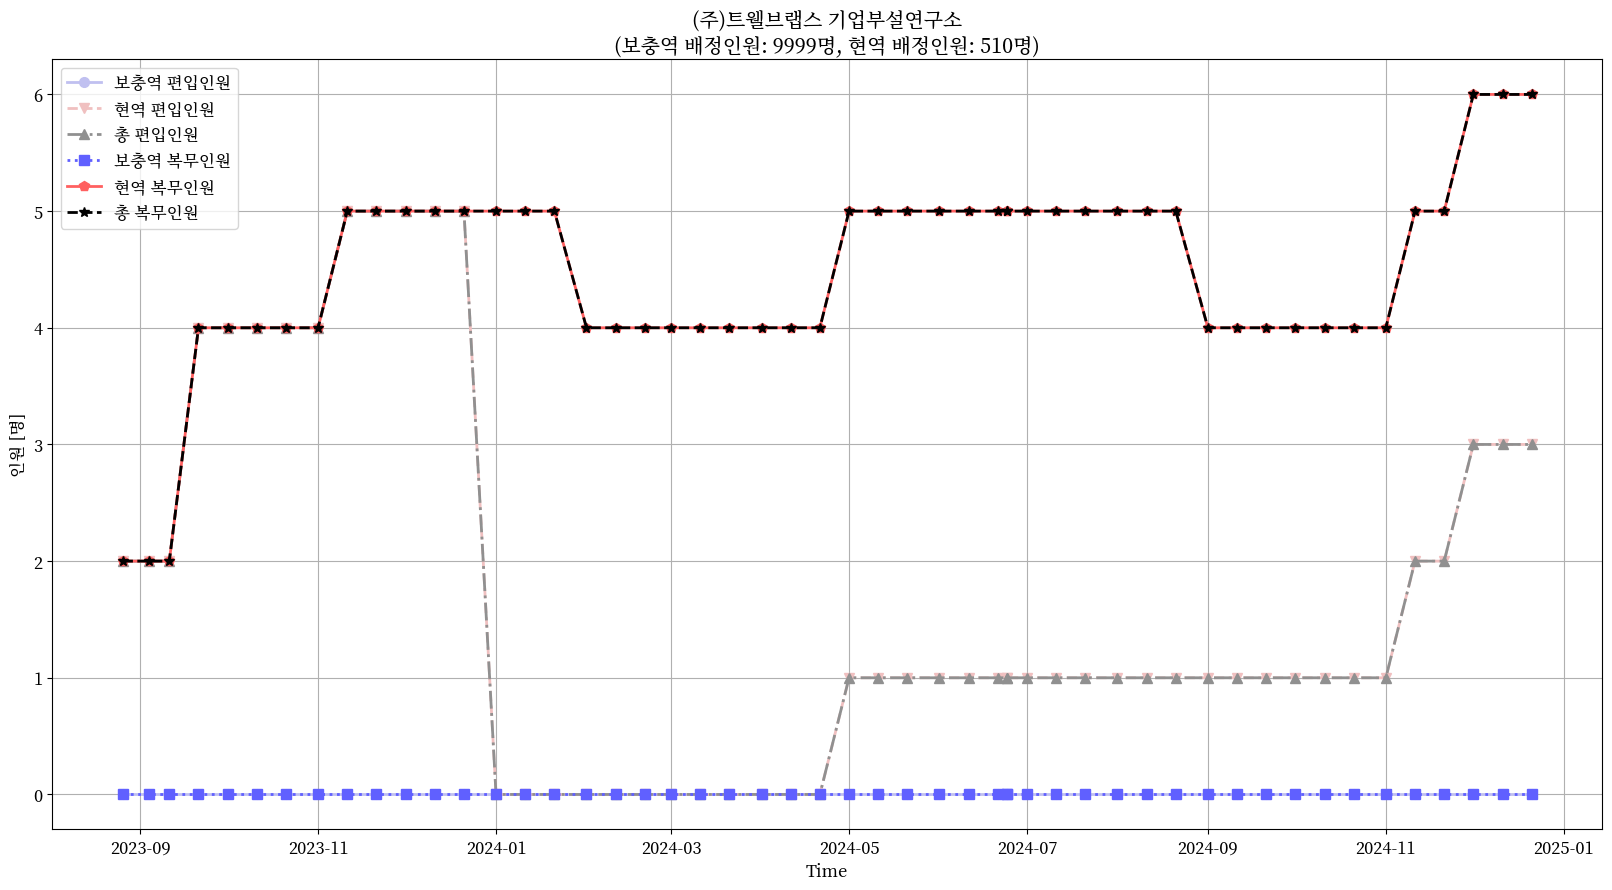 (주)트웰브랩스 기업부설연구소
(보충역 배정인원: 9999명, 현역 배정인원: 510명)
보충역 편입인원
현역 편입인원
총 편입인원
보충역 복무인원
현역 복무인원
총 복무인원
6
5
4
3
2
1
0
인원 [명]
2023-09
2023-11
2024-01
2024-03
2024-05
2024-07
2024-09
2024-11
2025-01
Time